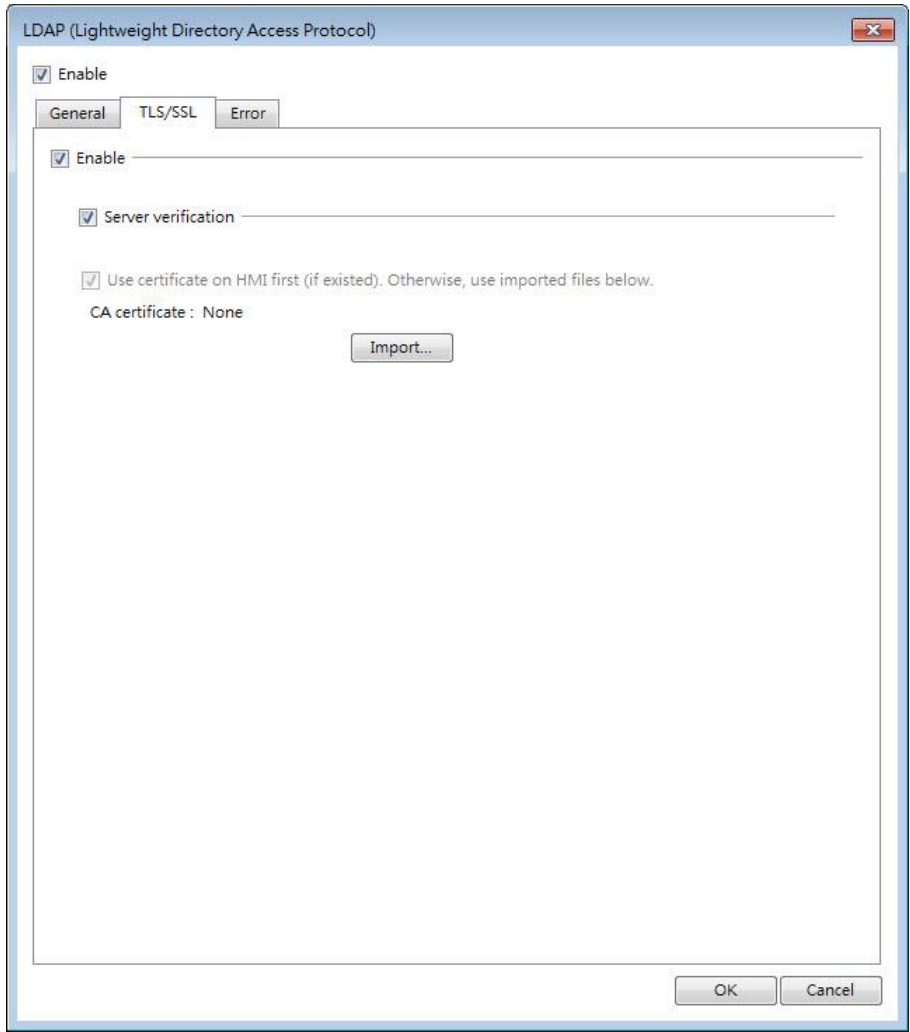 LDAP (Lightweight Directory Access Protocol)
Enable
General TLS/SSL Error
Enable
Server verification
Use certificate on HMI first (if existed). Otherwise, use imported files below.
CA certificate : None
Import...
OK Cancel